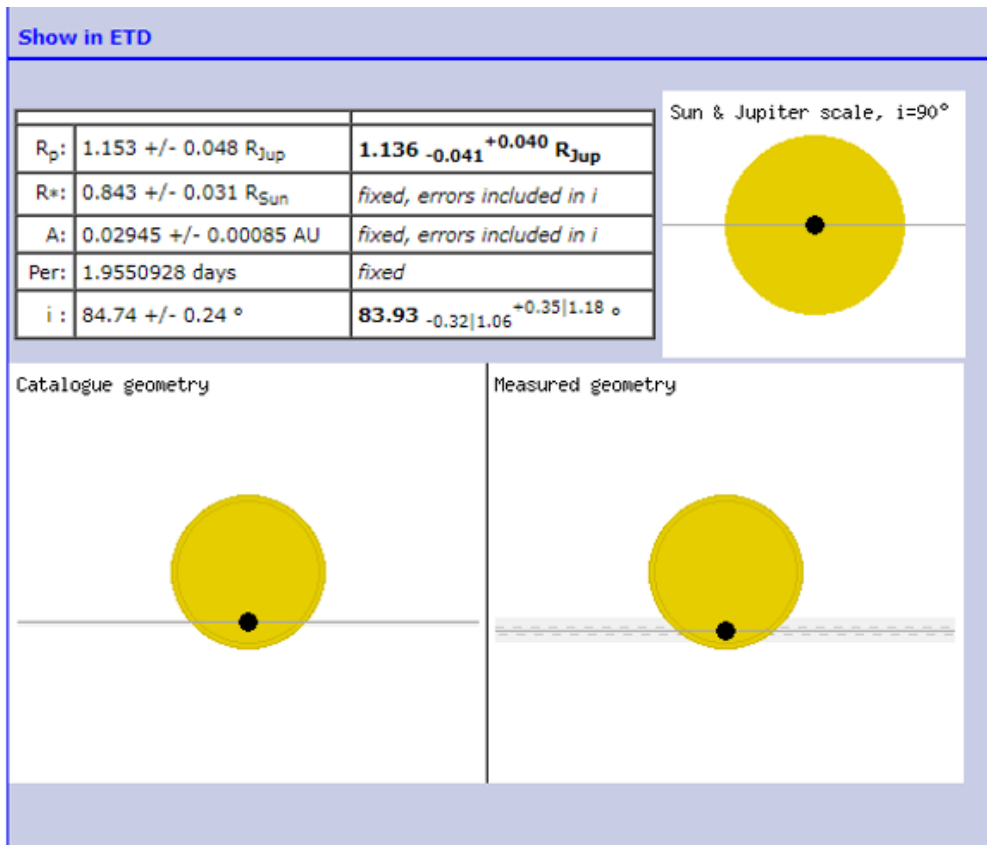 Show in ETD
Sun & Jupiter scale, i=90°
Rp: 1.153 +/- 0.048 RJup 1.136 -0.041 +0.040 RJup
R*: 0.843 +/- 0.031 RSun fixed, errors included in i
A: 0.02945 +/- 0.00085 AU fixed, errors included in i
Per: 1.9550928 days fixed
i : 84.74 +/- 0.24 ° 83.93 -0.32|1.06 +0.35|1.18 °
Catalogue geometry
Measured geometry